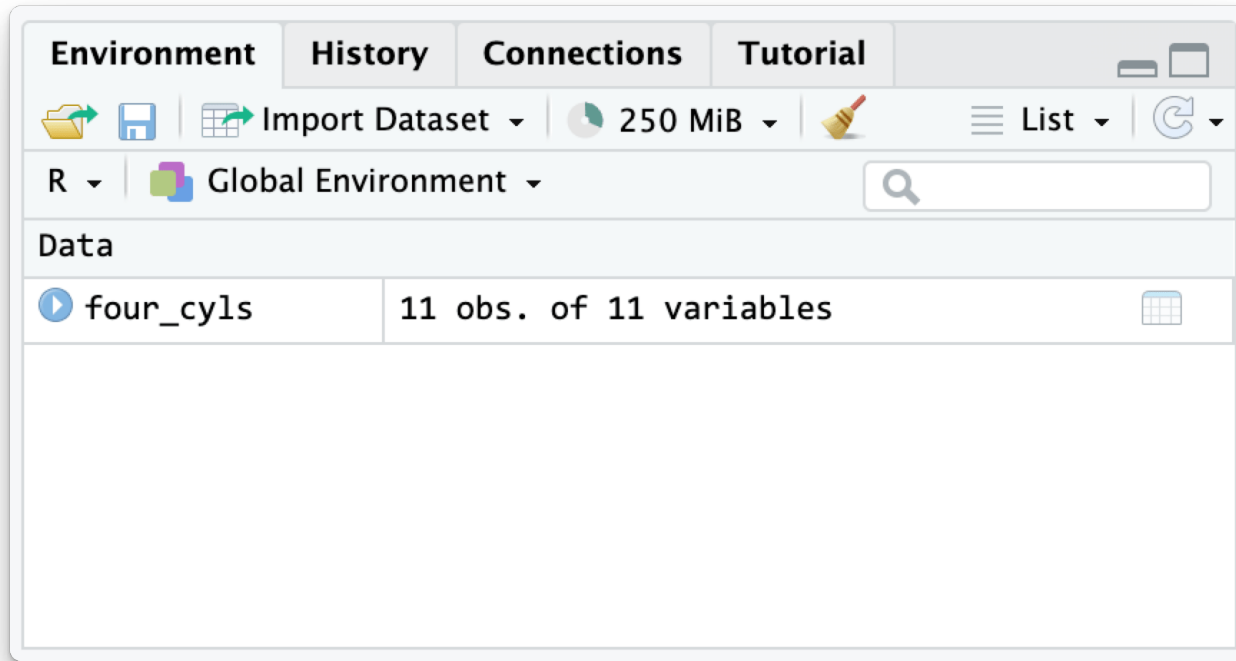 Environment History Connections Tutorial
Import Dataset 250 MiB List
R Global Environment
Data
four_cyls 11 obs. of 11 variables